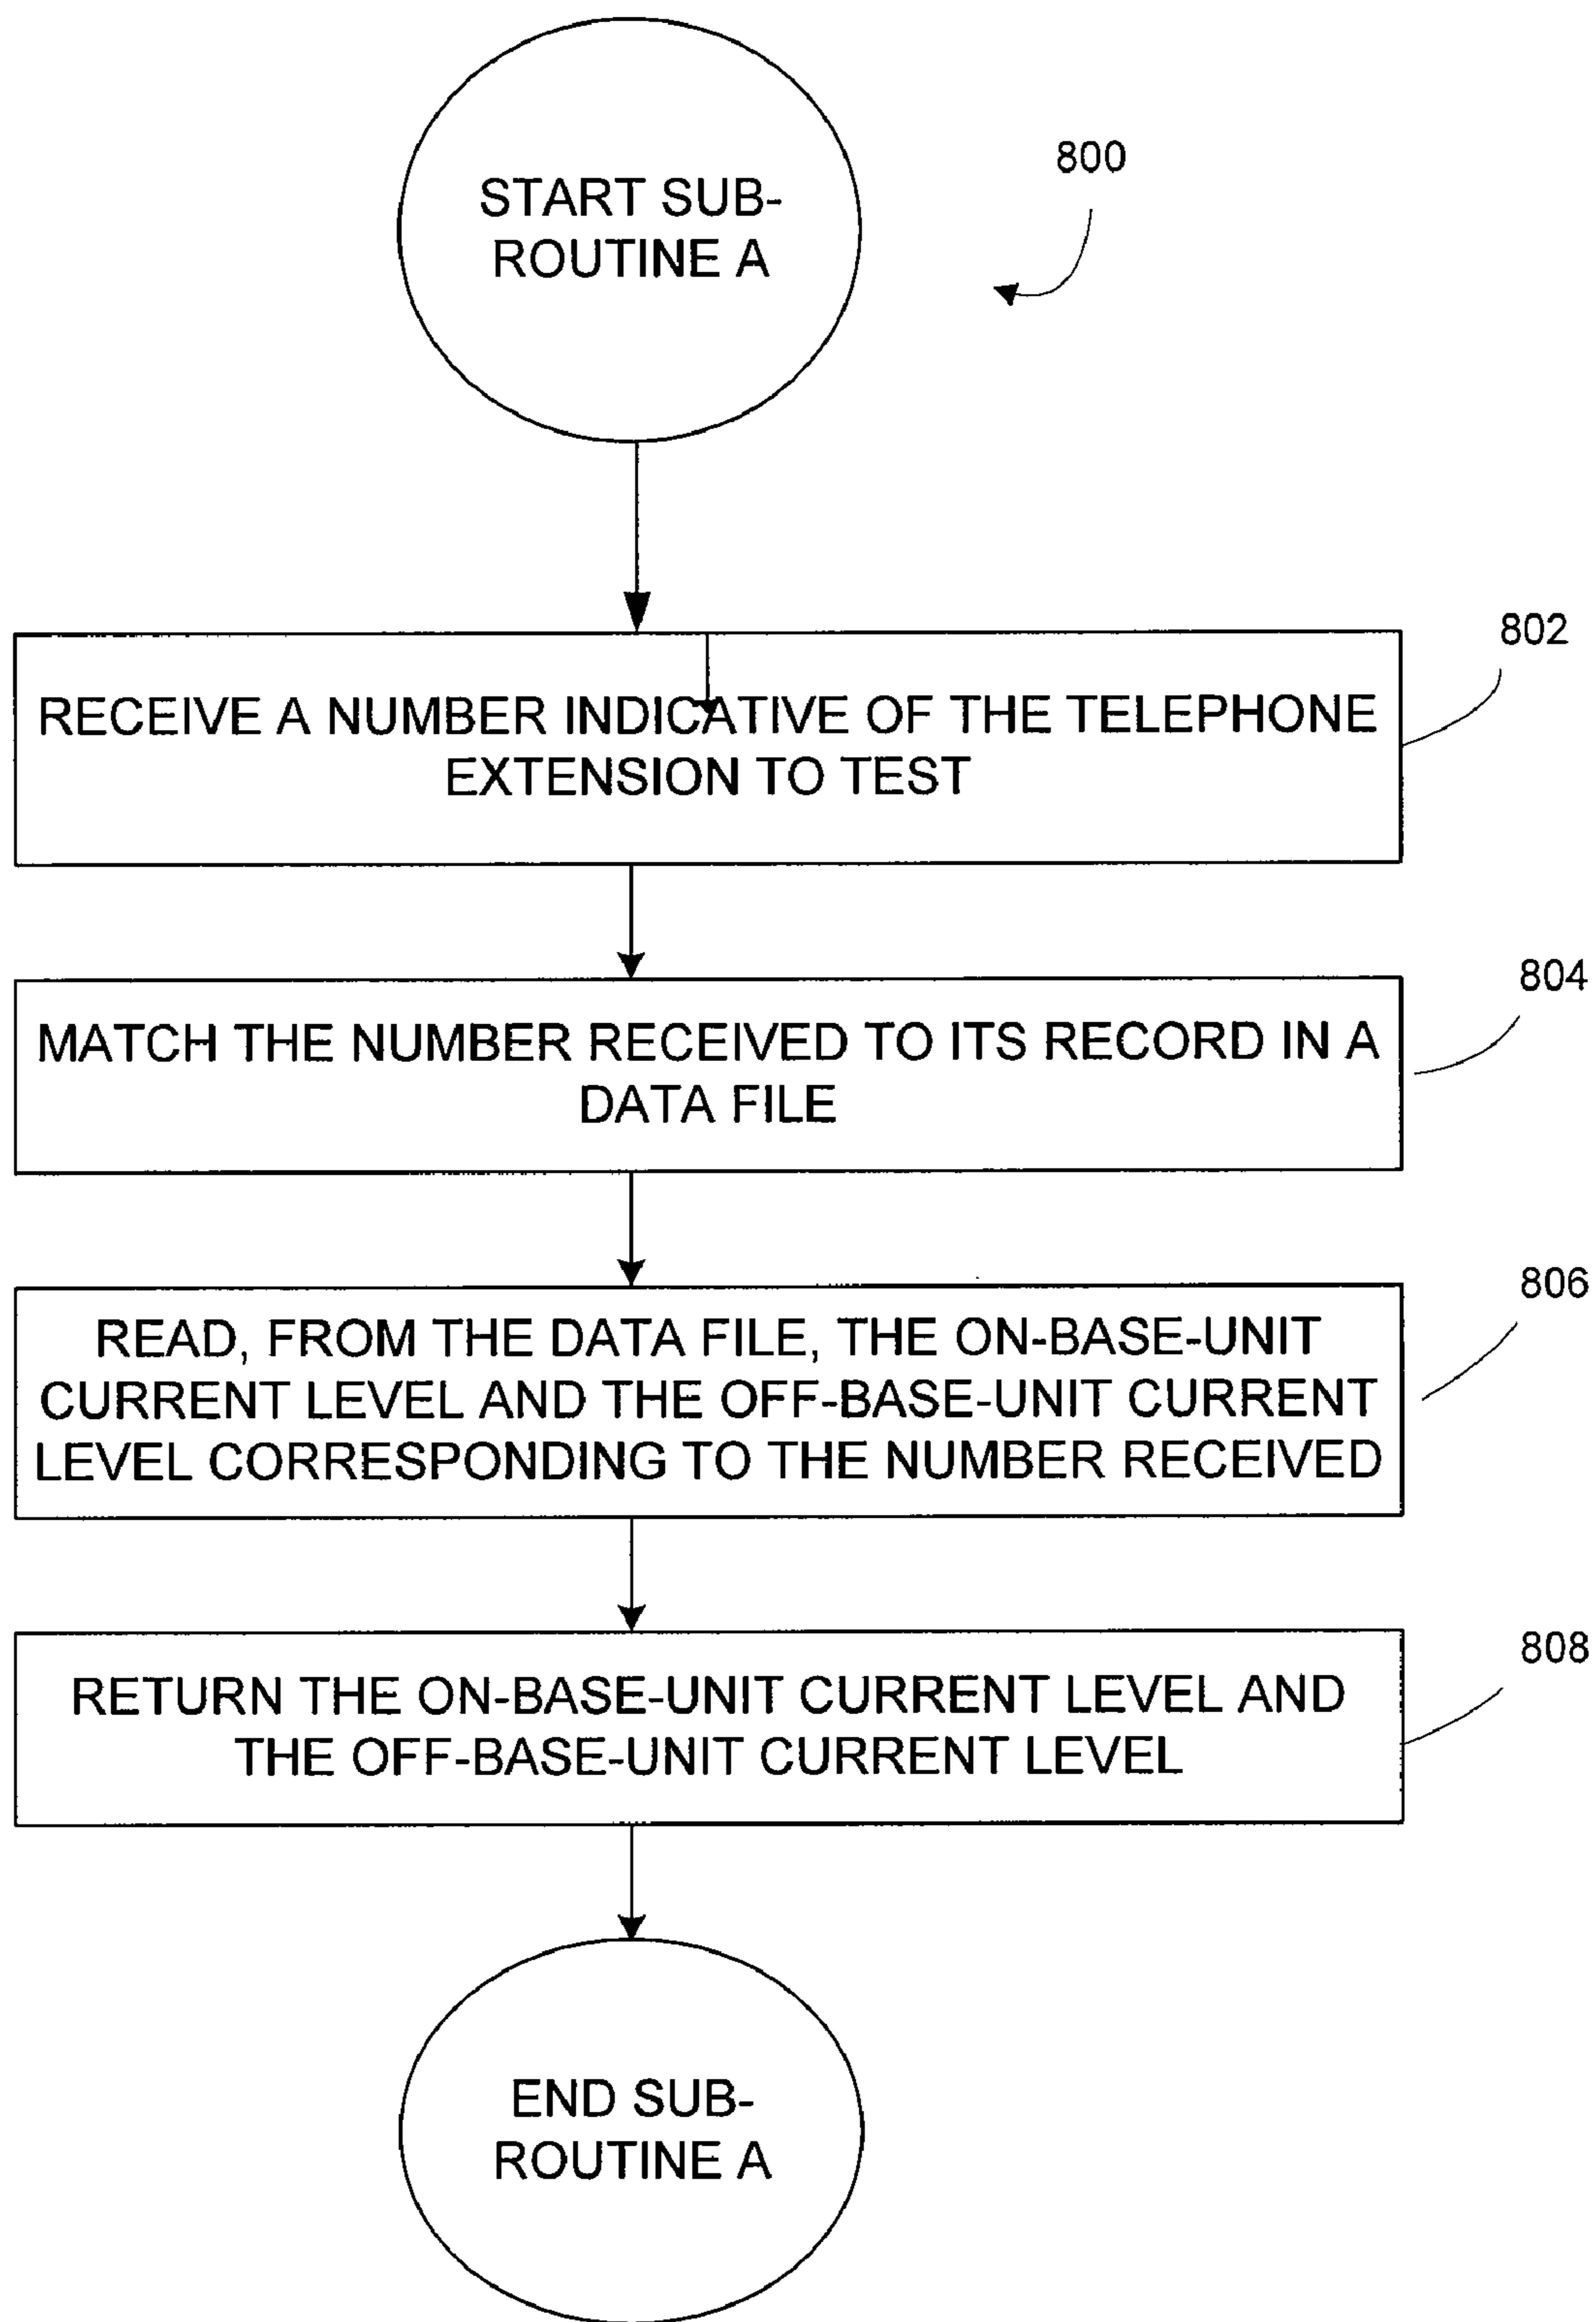 START SUB-
ROUTINE A
800
802
RECEIVE A NUMBER INDICATIVE OF THE TELEPHONE
EXTENSION TO TEST
804
MATCH THE NUMBER RECEIVED TO ITS RECORD IN A
DATA FILE
806
READ, FROM THE DATA FILE, THE ON-BASE-UNIT
CURRENT LEVEL AND THE OFF-BASE-UNIT CURRENT
LEVEL CORRESPONDING TO THE NUMBER RECEIVED
808
RETURN THE ON-BASE-UNIT CURRENT LEVEL AND
THE OFF-BASE-UNIT CURRENT LEVEL
END SUB-
ROUTINE A